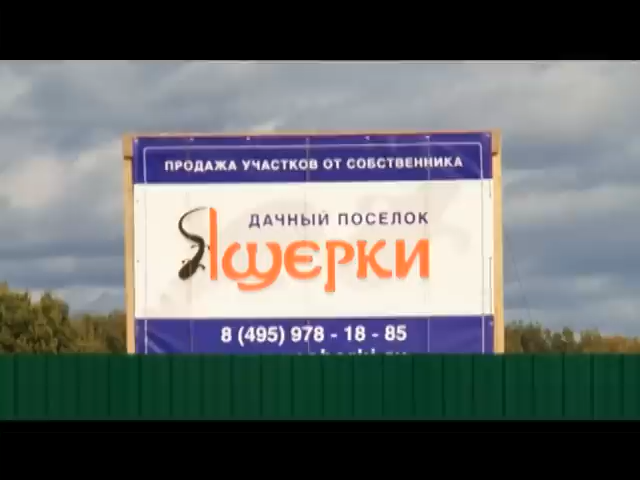 ПРОДАЖА УЧАСТКОВ ОТ СОБСТВЕННИКА
ДАЧНЫЙ ПОСЕЛОК
Ящерки
8 (495) 978 - 18 - 85